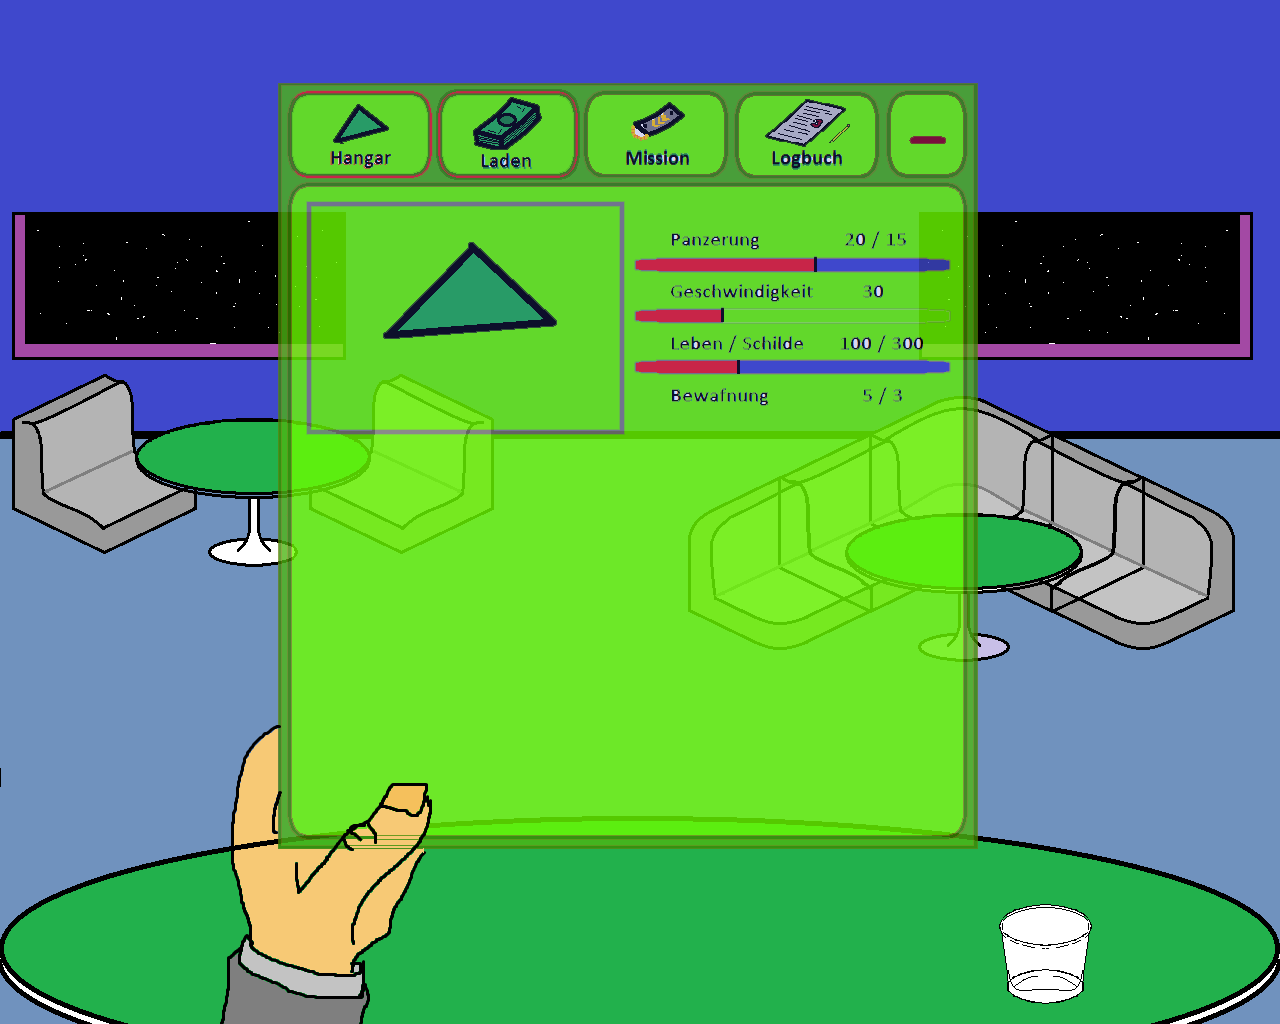 Hangar
Laden
Mission
Logbuch
Panzerung 20 / 15
Geschwindigkeit 30
Leben / Schilde 100 / 300
Bewafnung 5 / 3